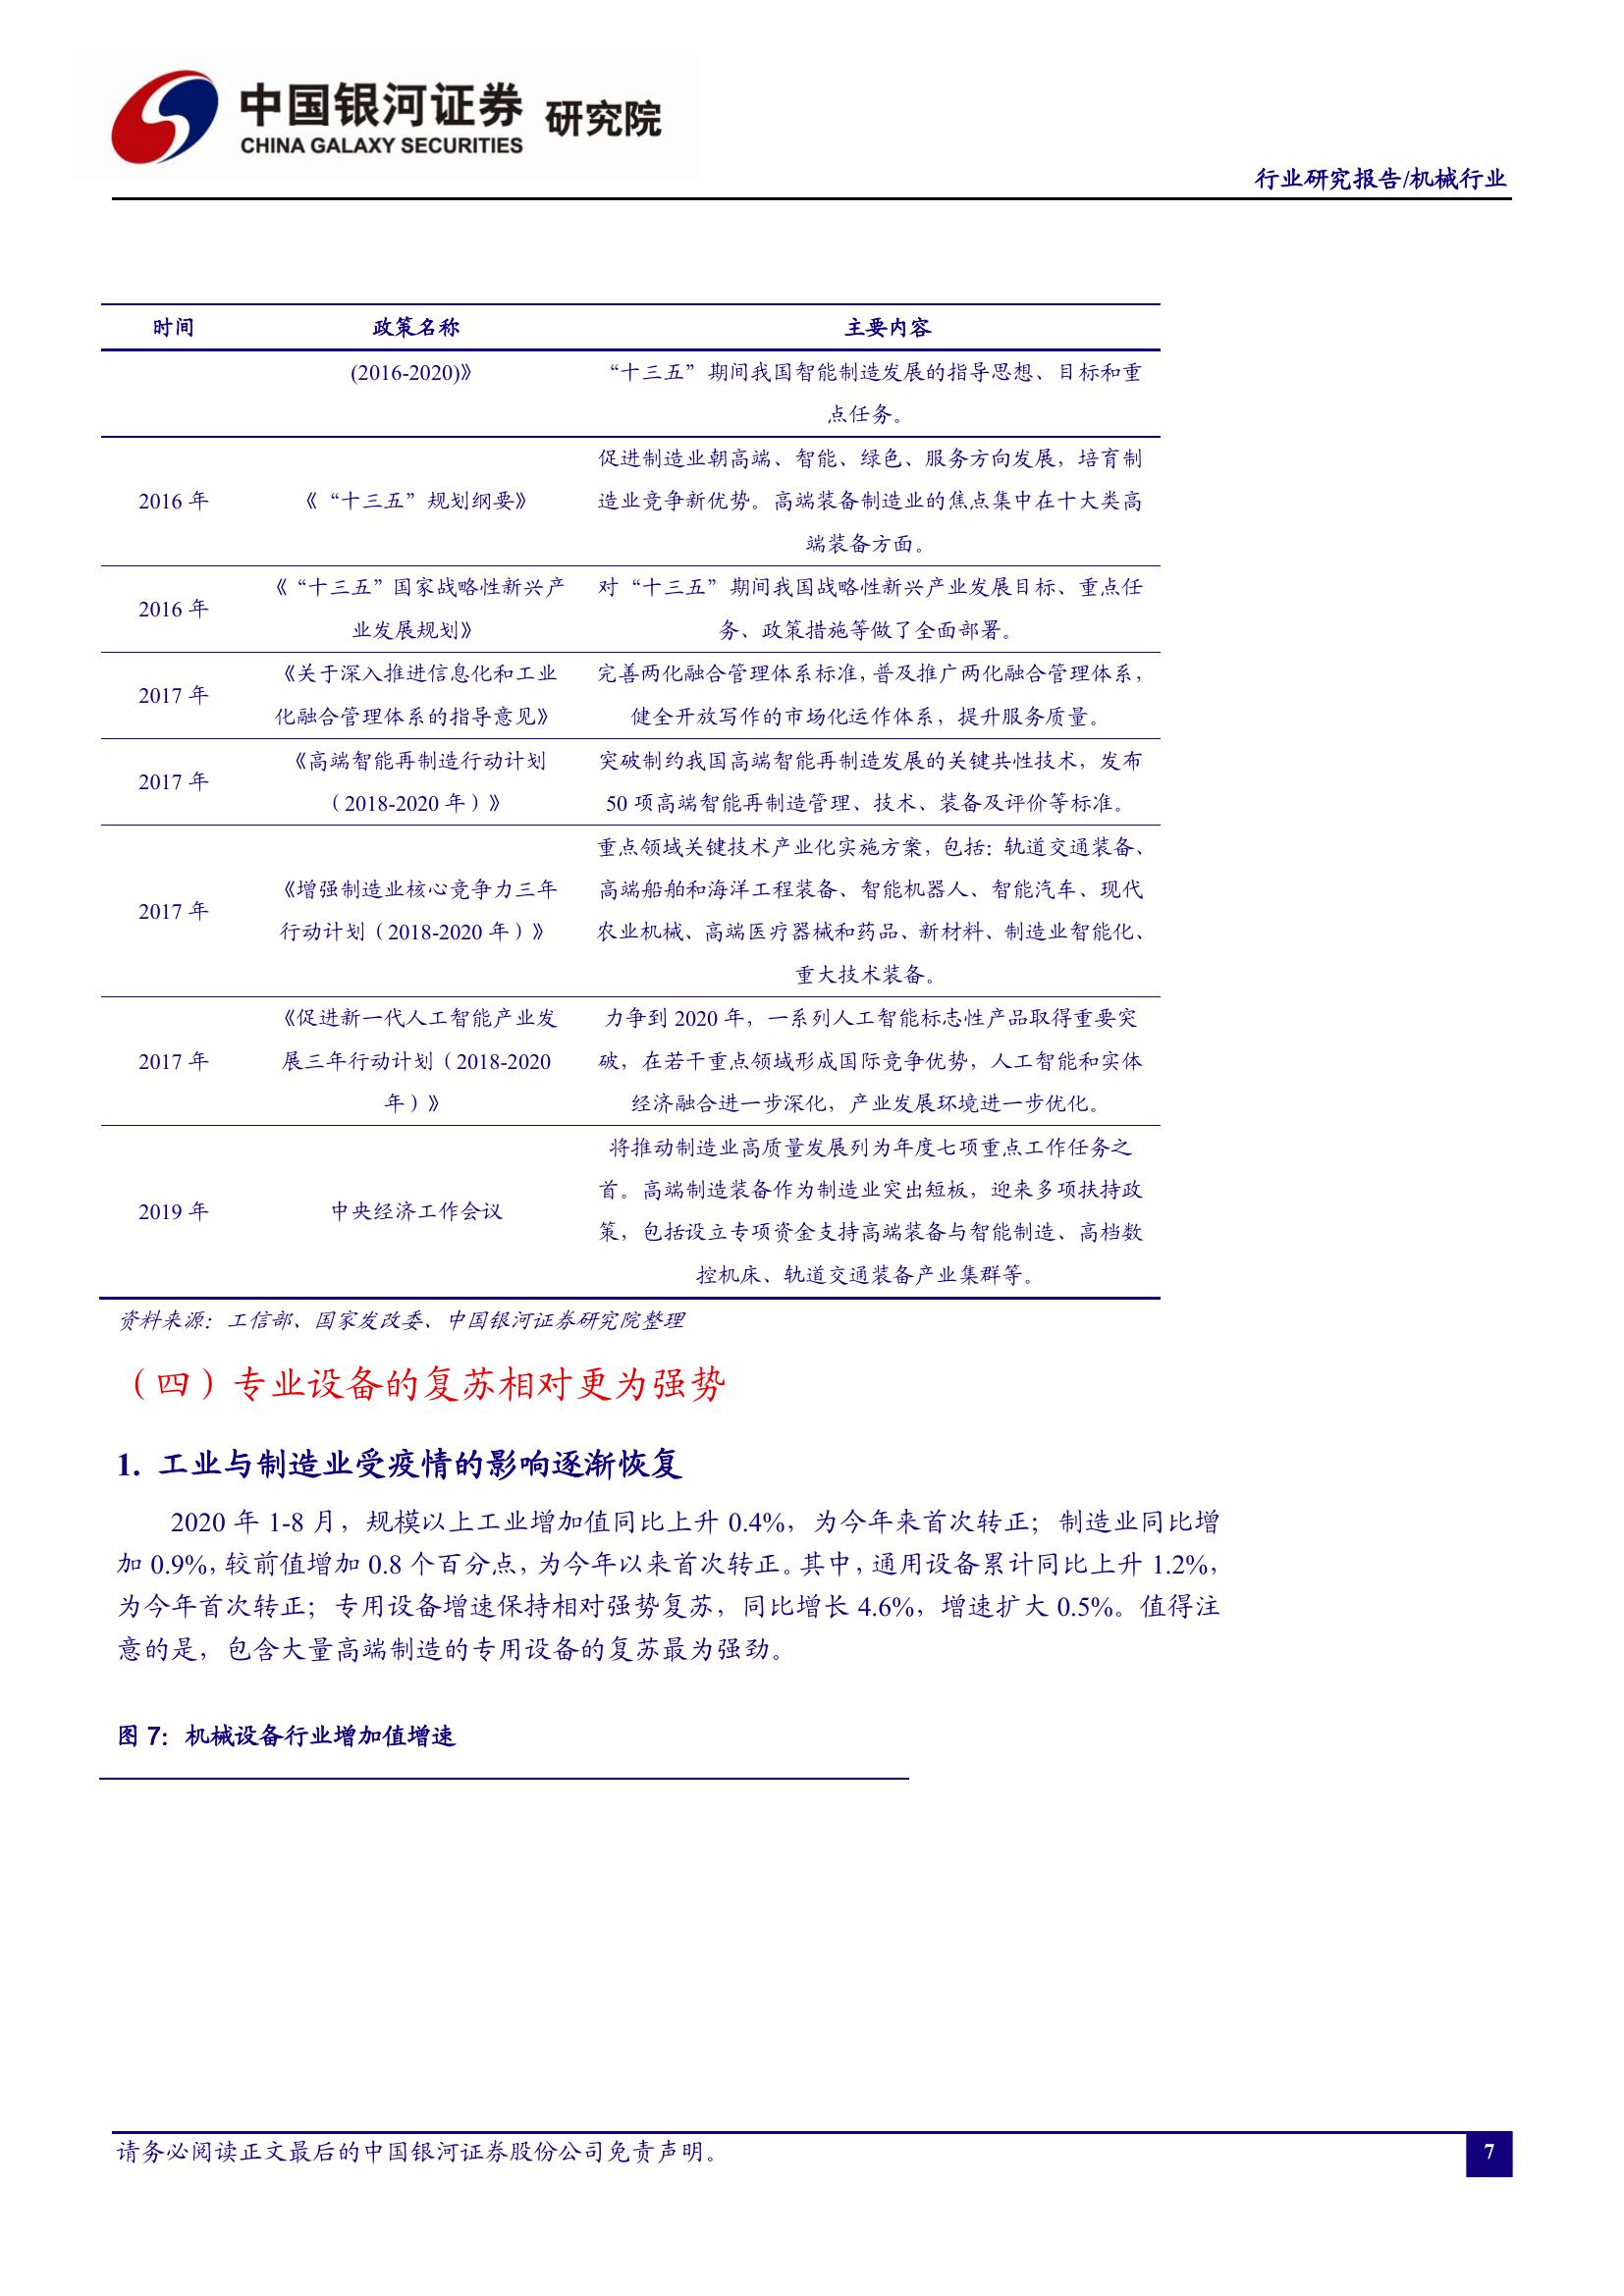 中国银河证券 研究院
CHINA GALAXY SECURITIES
行业研究报告/机械行业
时间 政策名称 主要内容
(2016-2020)》 “十三五”期间我国智能制造发展的指导思想、目标和重
点任务。
促进制造业朝高端、智能、绿色、服务方向发展，培育制
2016 年 《“十三五”规划纲要》 造业竞争新优势。高端装备制造业的焦点集中在十大类高
端装备方面。
2016 年
《“十三五”国家战略性新兴产
业发展规划》
对“十三五”期间我国战略性新兴产业发展目标、重点任
务、政策措施等做了全面部署。
2017 年
《关于深入推进信息化和工业
化融合管理体系的指导意见》
完善两化融合管理体系标准，普及推广两化融合管理体系，
健全开放写作的市场化运作体系，提升服务质量。
2017 年
《高端智能再制造行动计划
（2018-2020 年）》
突破制约我国高端智能再制造发展的关键共性技术，发布
50 项高端智能再制造管理、技术、装备及评价等标准。
2017 年
《增强制造业核心竞争力三年
行动计划（2018-2020 年）》
重点领域关键技术产业化实施方案，包括：轨道交通装备、
高端船舶和海洋工程装备、智能机器人、智能汽车、现代
农业机械、高端医疗器械和药品、新材料、制造业智能化、
重大技术装备。
2017 年
《促进新一代人工智能产业发
展三年行动计划（2018-2020
年）》
力争到 2020 年，一系列人工智能标志性产品取得重要突
破，在若干重点领域形成国际竞争优势，人工智能和实体
经济融合进一步深化，产业发展环境进一步优化。
2019 年
中央经济工作会议
将推动制造业高质量发展列为年度七项重点工作任务之
首。高端制造装备作为制造业突出短板，迎来多项扶持政
策，包括设立专项资金支持高端装备与智能制造、高档数
控机床、轨道交通装备产业集群等。
资料来源：工信部、国家发改委、中国银河证券研究院整理
（四）专业设备的复苏相对更为强势
1. 工业与制造业受疫情的影响逐渐恢复
2020 年 1-8 月，规模以上工业增加值同比上升 0.4%，为今年来首次转正；制造业同比增
加 0.9%，较前值增加 0.8 个百分点，为今年以来首次转正。其中，通用设备累计同比上升 1.2%，
为今年首次转正；专用设备增速保持相对强势复苏，同比增长 4.6%，增速扩大 0.5%。值得注
意的是，包含大量高端制造的专用设备的复苏最为强劲。
图 7：机械设备行业增加值增速
请务必阅读正文最后的中国银河证券股份公司免责声明。
7